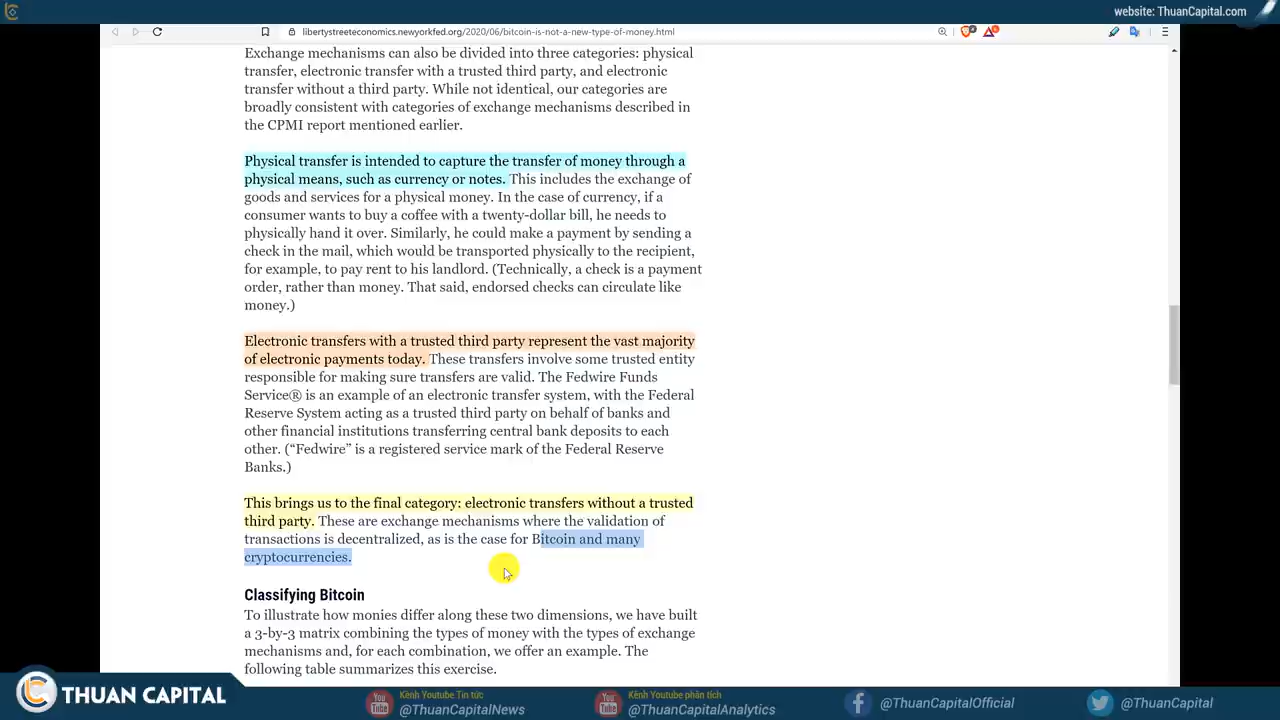 website: ThuanCapital.com
libertystreeteconomics.newyorkfed.org/2020/06/bitcoin-is-not-a-new-type-of-money.html
Exchange mechanisms can also be divided into three categories: physical
transfer, electronic transfer with a trusted third party, and electronic
transfer without a third party. While not identical, our categories are
broadly consistent with categories of exchange mechanisms described in
the CPMI report mentioned earlier.
Physical transfer is intended to capture the transfer of money through a
physical means, such as currency or notes. This includes the exchange of
goods and services for a physical money. In the case of currency, if a
consumer wants to buy a coffee with a twenty-dollar bill, he needs to
physically hand it over. Similarly, he could make a payment by sending a
check in the mail, which would be transported physically to the recipient,
for example, to pay rent to his landlord. (Technically, a check is a payment
order, rather than money. That said, endorsed checks can circulate like
money.)
Electronic transfers with a trusted third party represent the vast majority
of electronic payments today. These transfers involve some trusted entity
responsible for making sure transfers are valid. The Fedwire Funds
Service® is an example of an electronic transfer system, with the Federal
Reserve System acting as a trusted third party on behalf of banks and
other financial institutions transferring central bank deposits to each
other. (“Fedwire” is a registered service mark of the Federal Reserve
Banks.)
This brings us to the final category: electronic transfers without a trusted
third party. These are exchange mechanisms where the validation of
transactions is decentralized, as is the case for Bitcoin and many
cryptocurrencies.
Classifying Bitcoin
To illustrate how monies differ along these two dimensions, we have built
a 3-by-3 matrix combining the types of money with the types of exchange
mechanisms and, for each combination, we offer an example. The
following table summarizes this exercise.
THUAN CAPITAL
Kênh Youtube Tin tức
@ThuanCapitalNews
Kênh Youtube phân tích
@ThuanCapitalAnalytics
@ThuanCapitalOfficial
@ThuanCapital